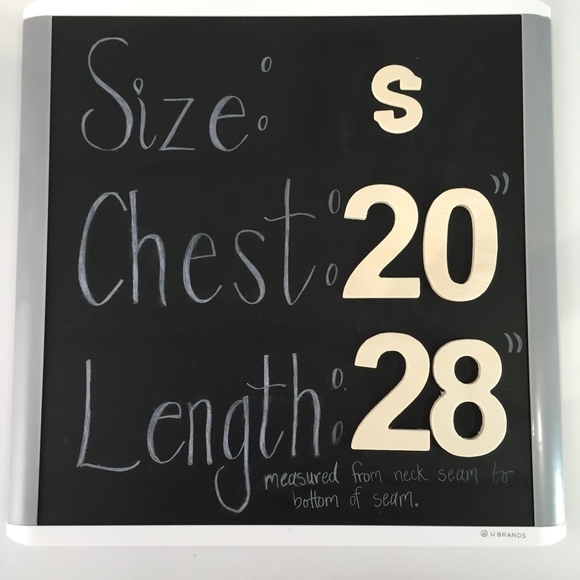 Size: S
Chest: 20"
Length: 28"
measured from neck seam to
bottom of seam.
U BRANDS